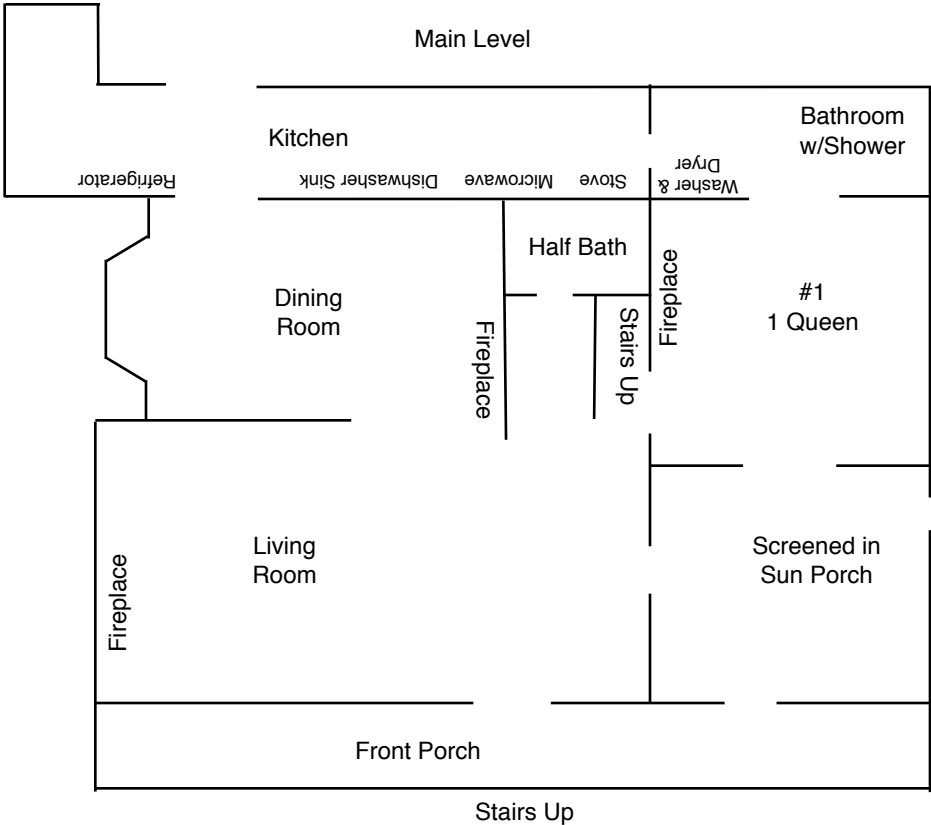 Main Level
Kitchen
Bathroom
w/Shower
Refrigerator
Dishwasher Sink
Microwave
Stove
Washer &
Dryer
Half Bath
Dining
Room
Fireplace
Stairs Up
Fireplace
#1
1 Queen
Living
Room
Fireplace
Screened in
Sun Porch
Front Porch
Stairs Up